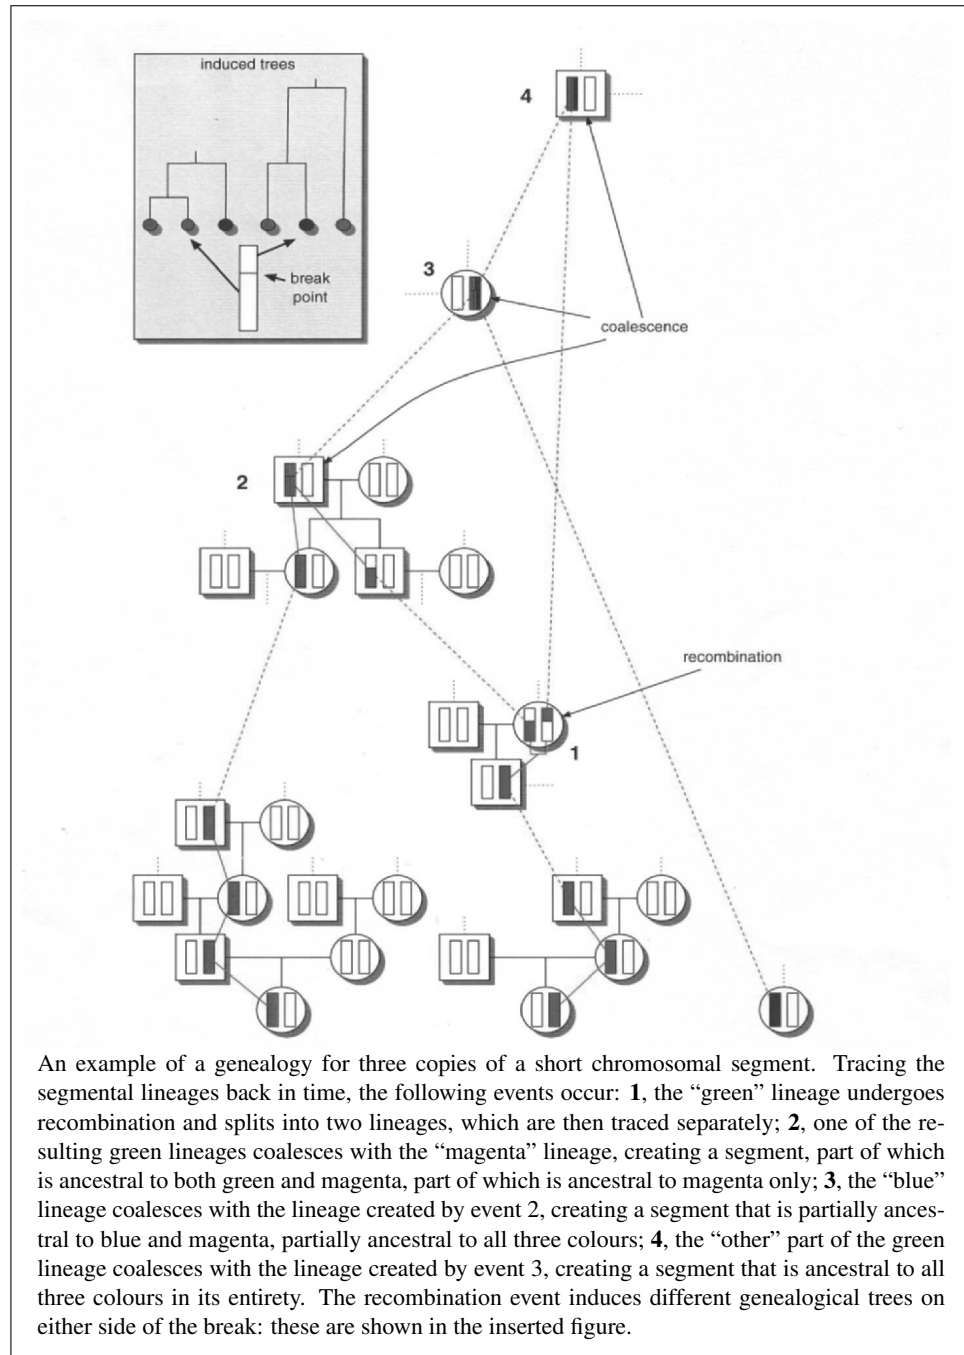 induced trees
4
3
break
point
coalescence
2
recombination
1
An example of a genealogy for three copies of a short chromosomal segment. Tracing the
segmental lineages back in time, the following events occur: 1, the “green” lineage undergoes
recombination and splits into two lineages, which are then traced separately; 2, one of the re-
sulting green lineages coalesces with the “magenta” lineage, creating a segment, part of which
is ancestral to both green and magenta, part of which is ancestral to magenta only; 3, the “blue”
lineage coalesces with the lineage created by event 2, creating a segment that is partially ances-
tral to blue and magenta, partially ancestral to all three colours; 4, the “other” part of the green
lineage coalesces with the lineage created by event 3, creating a segment that is ancestral to all
three colours in its entirety. The recombination event induces different genealogical trees on
either side of the break: these are shown in the inserted figure.